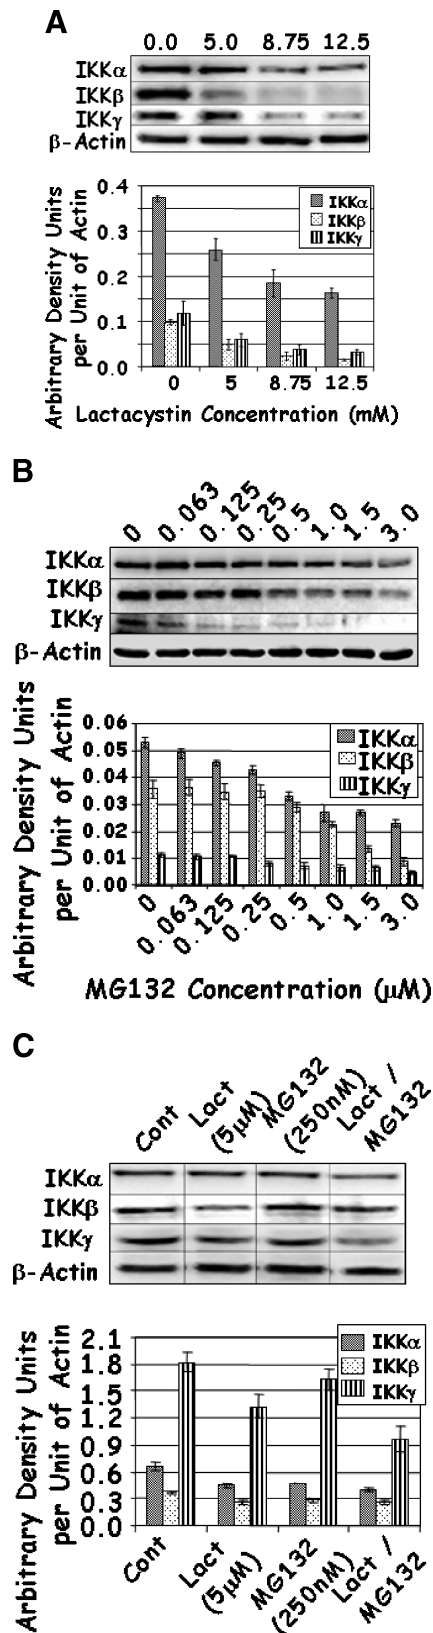 A
0.0 5.0 8.75 12.5
IKKα
IKKβ
IKKγ
β-Actin
Arbitrary Density Units
per Unit of Actin
0.4
0.3
0.2
0.1
0.0
IKKα
IKKβ
IKKγ
0 5 8.75 12.5
Lactacystin Concentration (mM)
B
0 0.063 0.125 0.25 0.5 1.0 1.5 3.0
IKKα
IKKβ
IKKγ
β-Actin
Arbitrary Density Units
per Unit of Actin
0.06
0.05
0.04
0.03
0.02
0.01
0.00
IKKα
IKKβ
IKKγ
0 0.063 0.125 0.25 0.5 1.0 1.5 3.0
MG132 Concentration (μM)
C
Cont
Lact
(5μM)
MG132
(250nM)
Lact /
MG132
IKKα
IKKβ
IKKγ
β-Actin
Arbitrary Density Units
per Unit of Actin
2.1
1.8
1.5
1.2
0.9
0.6
0.3
0.0
IKKα
IKKβ
IKKγ
Cont
Lact
(5μM)
MG132
(250nM)
Lact /
MG132